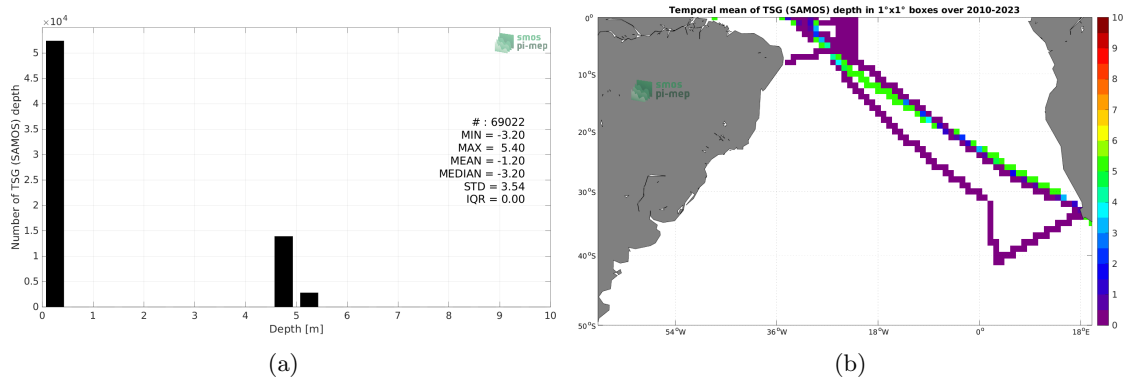 ×10⁴
5
4.5
4
3.5
3
2.5
2
1.5
1
0.5
0
Number of TSG (SAMOS) depth
smos
pi-mep
# : 69022
MIN = -3.20
MAX = 5.40
MEAN = -1.20
MEDIAN = -3.20
STD = 3.54
IQR = 0.00
0 1 2 3 4 5 6 7 8 9 10
Depth [m]
(a)
Temporal mean of TSG (SAMOS) depth in 1°x1° boxes over 2010-2023
0°
10°S
20°S
30°S
40°S
50°S
smos
pi-mep
54°W 36°W 18°W 0° 18°E
10
9
8
7
6
5
4
3
2
1
0
(b)